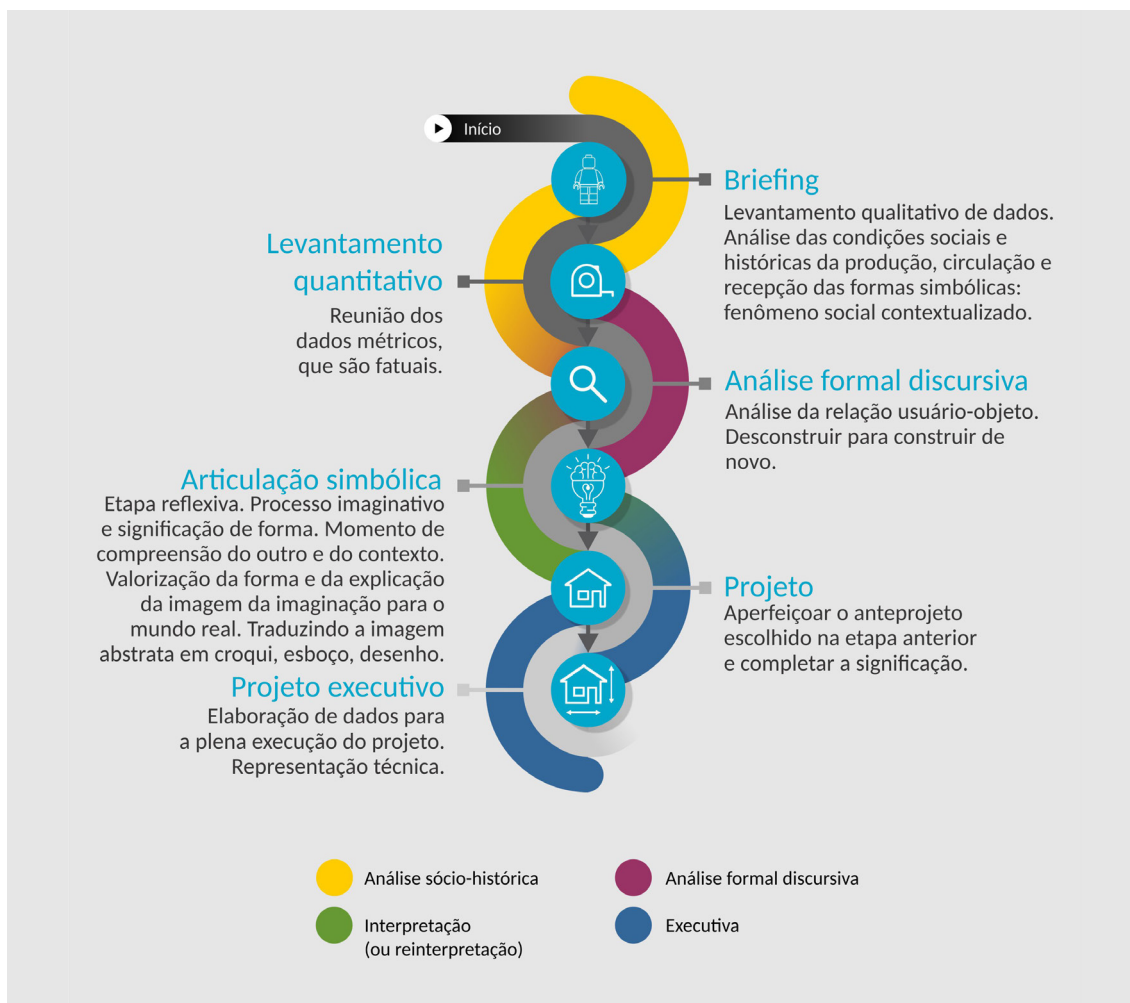 Início
Briefing
Levantamento qualitativo de dados.
Análise das condições sociais e
históricas da produção, circulação e
recepção das formas simbólicas:
fenômeno social contextualizado.
Levantamento
quantitativo
Reunião dos
dados métricos,
que são fatuais.
Análise formal discursiva
Análise da relação usuário-objeto.
Desconstruir para construir de
novo.
Articulação simbólica
Etapa reflexiva. Processo imaginativo
e significação de forma. Momento de
compreensão do outro e do contexto.
Valorização da forma e da explicação
da imagem da imaginação para o
mundo real. Traduzindo a imagem
abstrata em croqui, esboço, desenho.
Projeto
Aperfeiçoar o anteprojeto
escolhido na etapa anterior
e completar a significação.
Projeto executivo
Elaboração de dados para
a plena execução do projeto.
Representação técnica.
Análise sócio-histórica
Análise formal discursiva
Interpretação
(ou reinterpretação)
Executiva